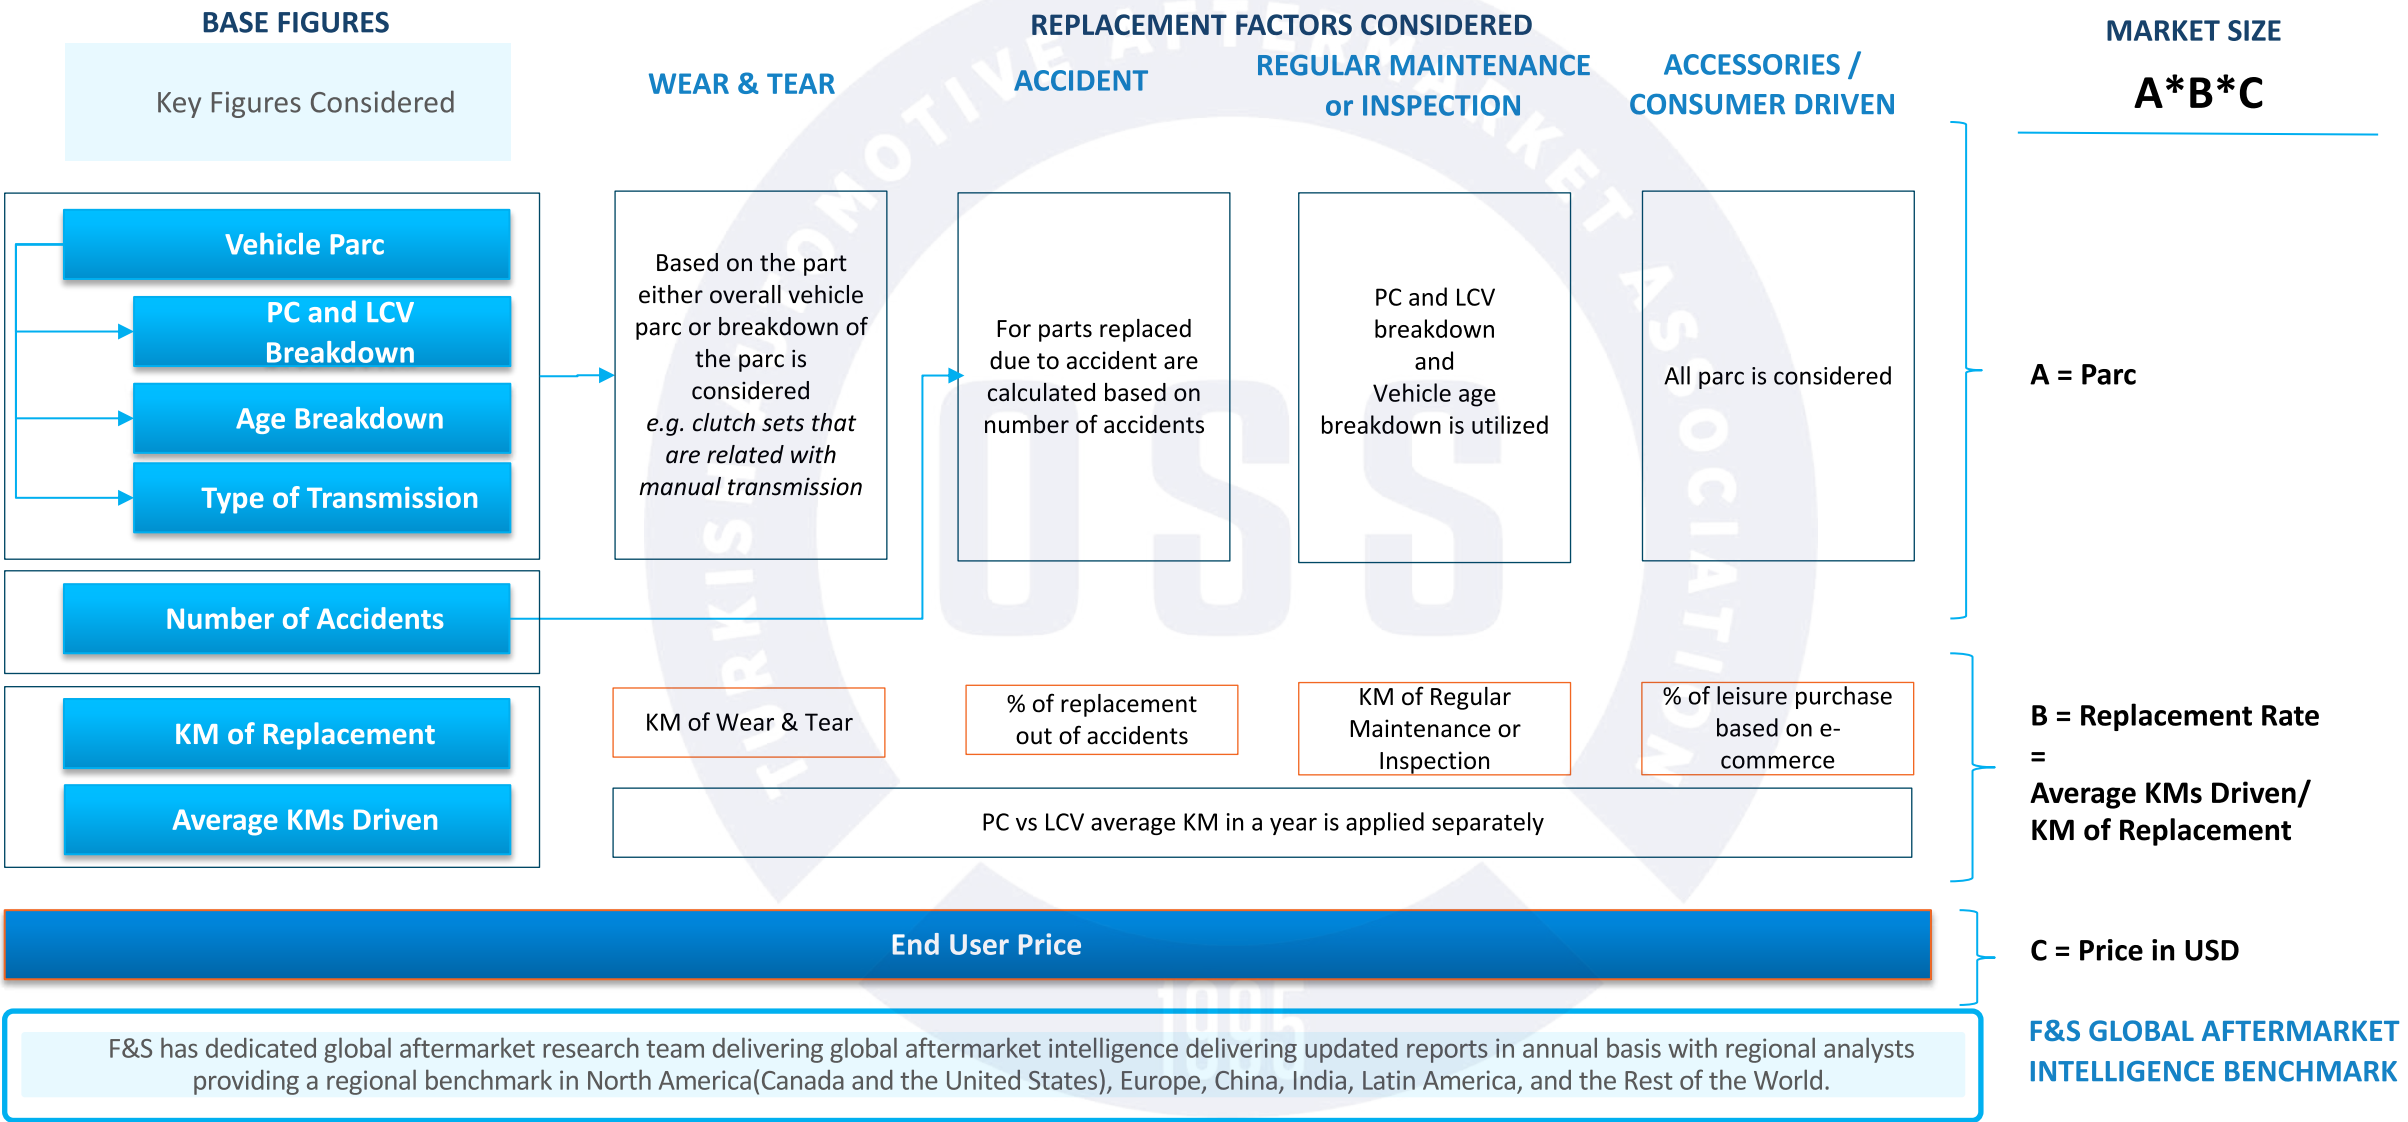 BASE FIGURES
Key Figures Considered
REPLACEMENT FACTORS CONSIDERED
WEAR & TEAR
ACCIDENT
REGULAR MAINTENANCE
or INSPECTION
ACCESSORIES /
CONSUMER DRIVEN
MARKET SIZE
A*B*C
Vehicle Parc
PC and LCV
Breakdown
Age Breakdown
Type of Transmission
Number of Accidents
KM of Replacement
Average KMs Driven
Based on the part
either overall vehicle
parc or breakdown of
the parc is
considered
e.g. clutch sets that
are related with
manual transmission
For parts replaced
due to accident are
calculated based on
number of accidents
PC and LCV
breakdown
and
Vehicle age
breakdown is utilized
All parc is considered
A = Parc
KM of Wear & Tear
% of replacement
out of accidents
KM of Regular
Maintenance or
Inspection
% of leisure purchase
based on e-
commerce
PC vs LCV average KM in a year is applied separately
B = Replacement Rate
=
Average KMs Driven/
KM of Replacement
End User Price
C = Price in USD
F&S has dedicated global aftermarket research team delivering global aftermarket intelligence delivering updated reports in annual basis with regional analysts
providing a regional benchmark in North America(Canada and the United States), Europe, China, India, Latin America, and the Rest of the World.
F&S GLOBAL AFTERMARKET
INTELLIGENCE BENCHMARK
TURKISH AUTOMOTIVE AFTERMARKET ASSOCIATION
OSS
1995